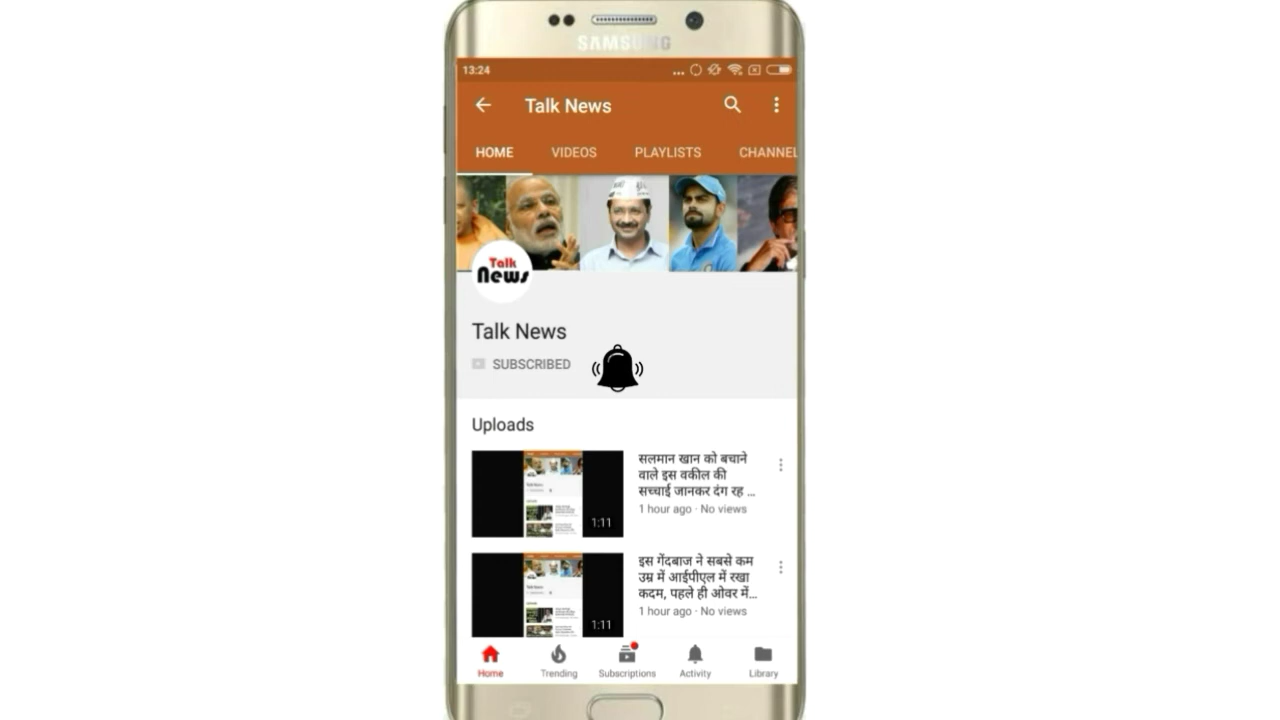 SAMSUNG
13:24
Talk News
HOME VIDEOS PLAYLISTS CHANNEL
Talk
News
Talk News
SUBSCRIBED
Uploads
सलमान खान को बचाने
वाले इस वकील की
सच्चाई जानकर दंग रह ...
1 hour ago · No views
1:11
इस गेंदबाज ने सबसे कम
उम्र में आईपीएल में रखा
कदम, पहले ही ओवर में...
1 hour ago · No views
1:11
Home Trending Subscriptions Activity Library